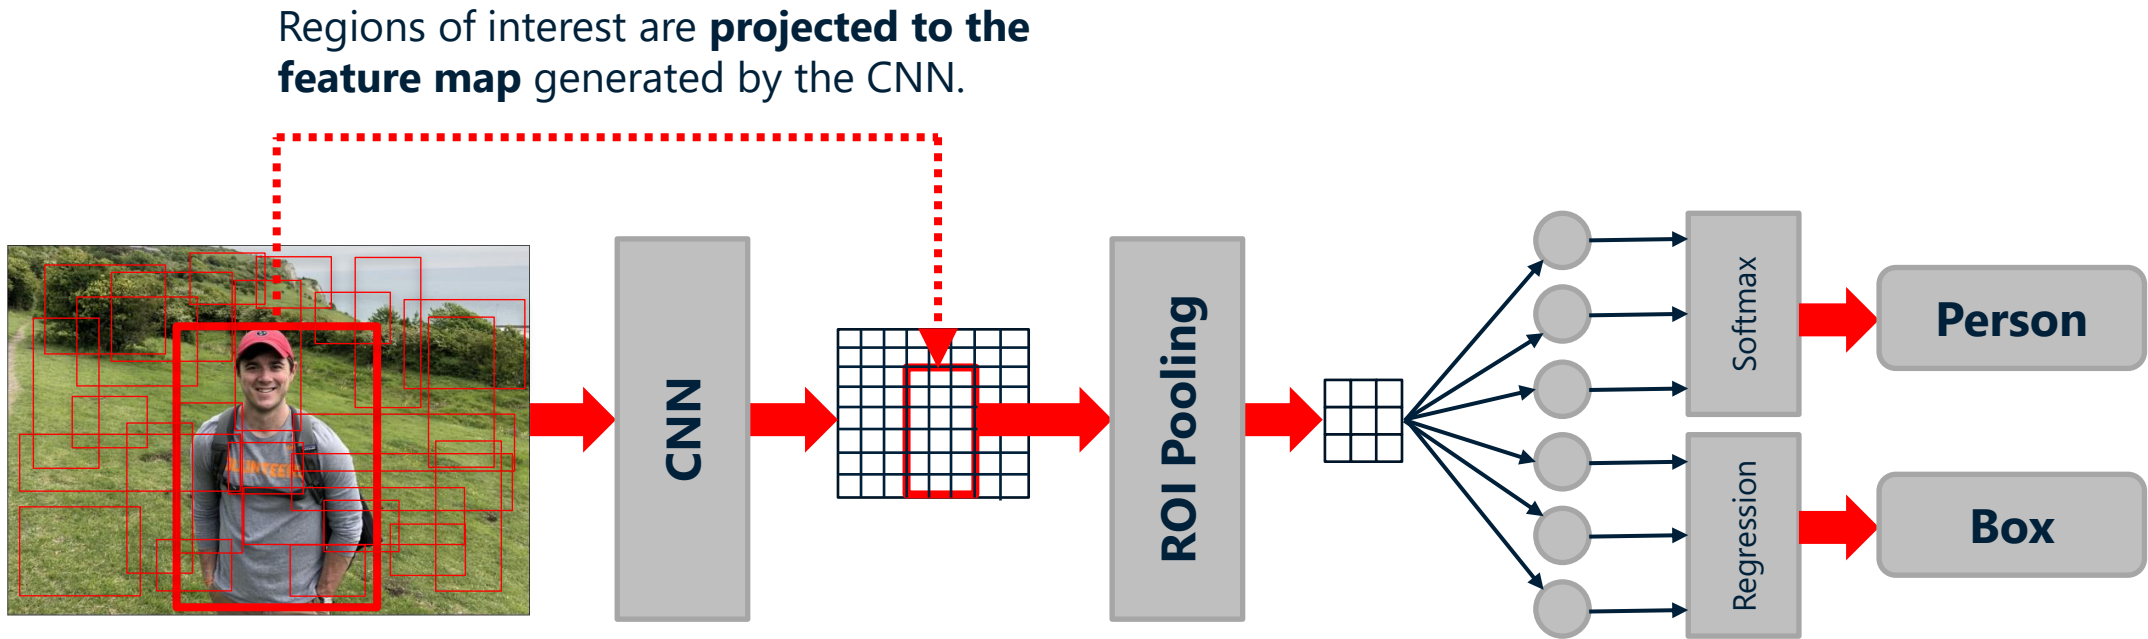 Regions of interest are projected to the
feature map generated by the CNN.
CNN
ROI Pooling
Softmax
Regression
Person
Box